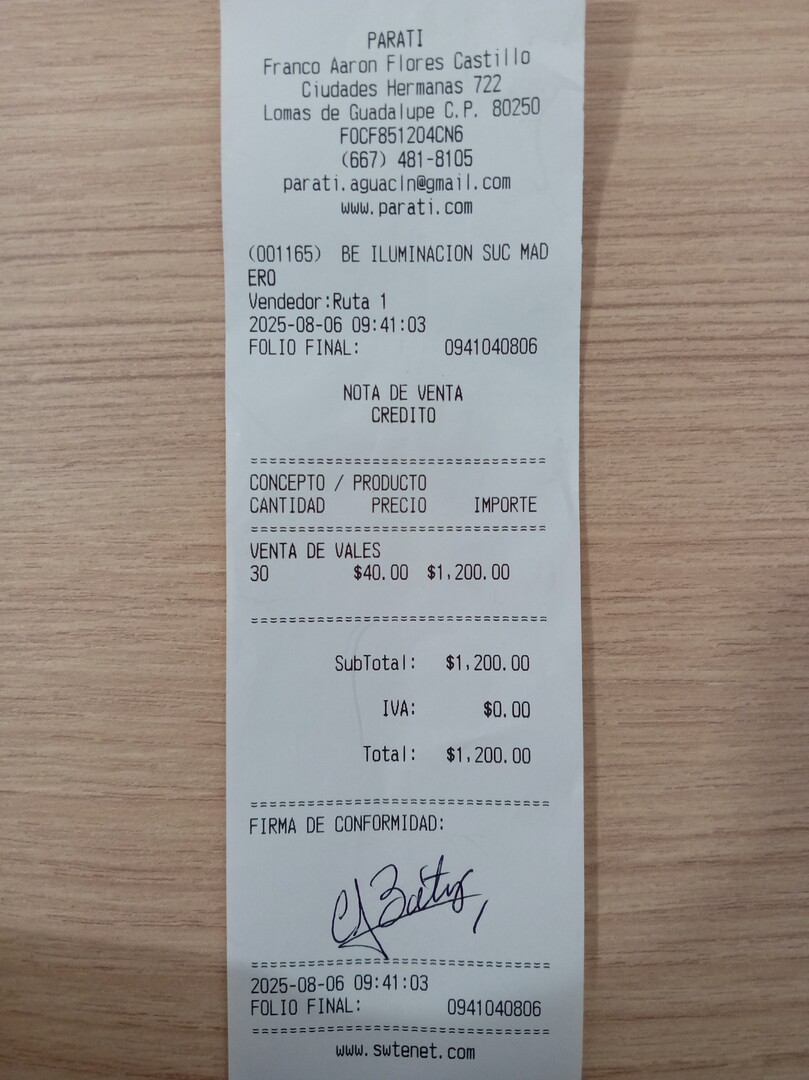 PARATI
Franco Aaron Flores Castillo
Ciudades Hermanas 722
Lomas de Guadalupe C.P. 80250
FOCF851204CN6
(667) 481-8105
parati.aguacln@gmail.com
www.parati.com
(001165) BE ILUMINACION SUC MAD
ERO
Vendedor:Ruta 1
2025-08-06 09:41:03
FOLIO FINAL: 0941040806
NOTA DE VENTA
CREDITO
===============================
CONCEPTO / PRODUCTO
CANTIDAD PRECIO IMPORTE
===============================
VENTA DE VALES
30 $40.00 $1,200.00
===============================
SubTotal: $1,200.00
IVA: $0.00
Total: $1,200.00
===============================
FIRMA DE CONFORMIDAD:
===============================
2025-08-06 09:41:03
FOLIO FINAL: 0941040806
===============================
www.swtenet.com